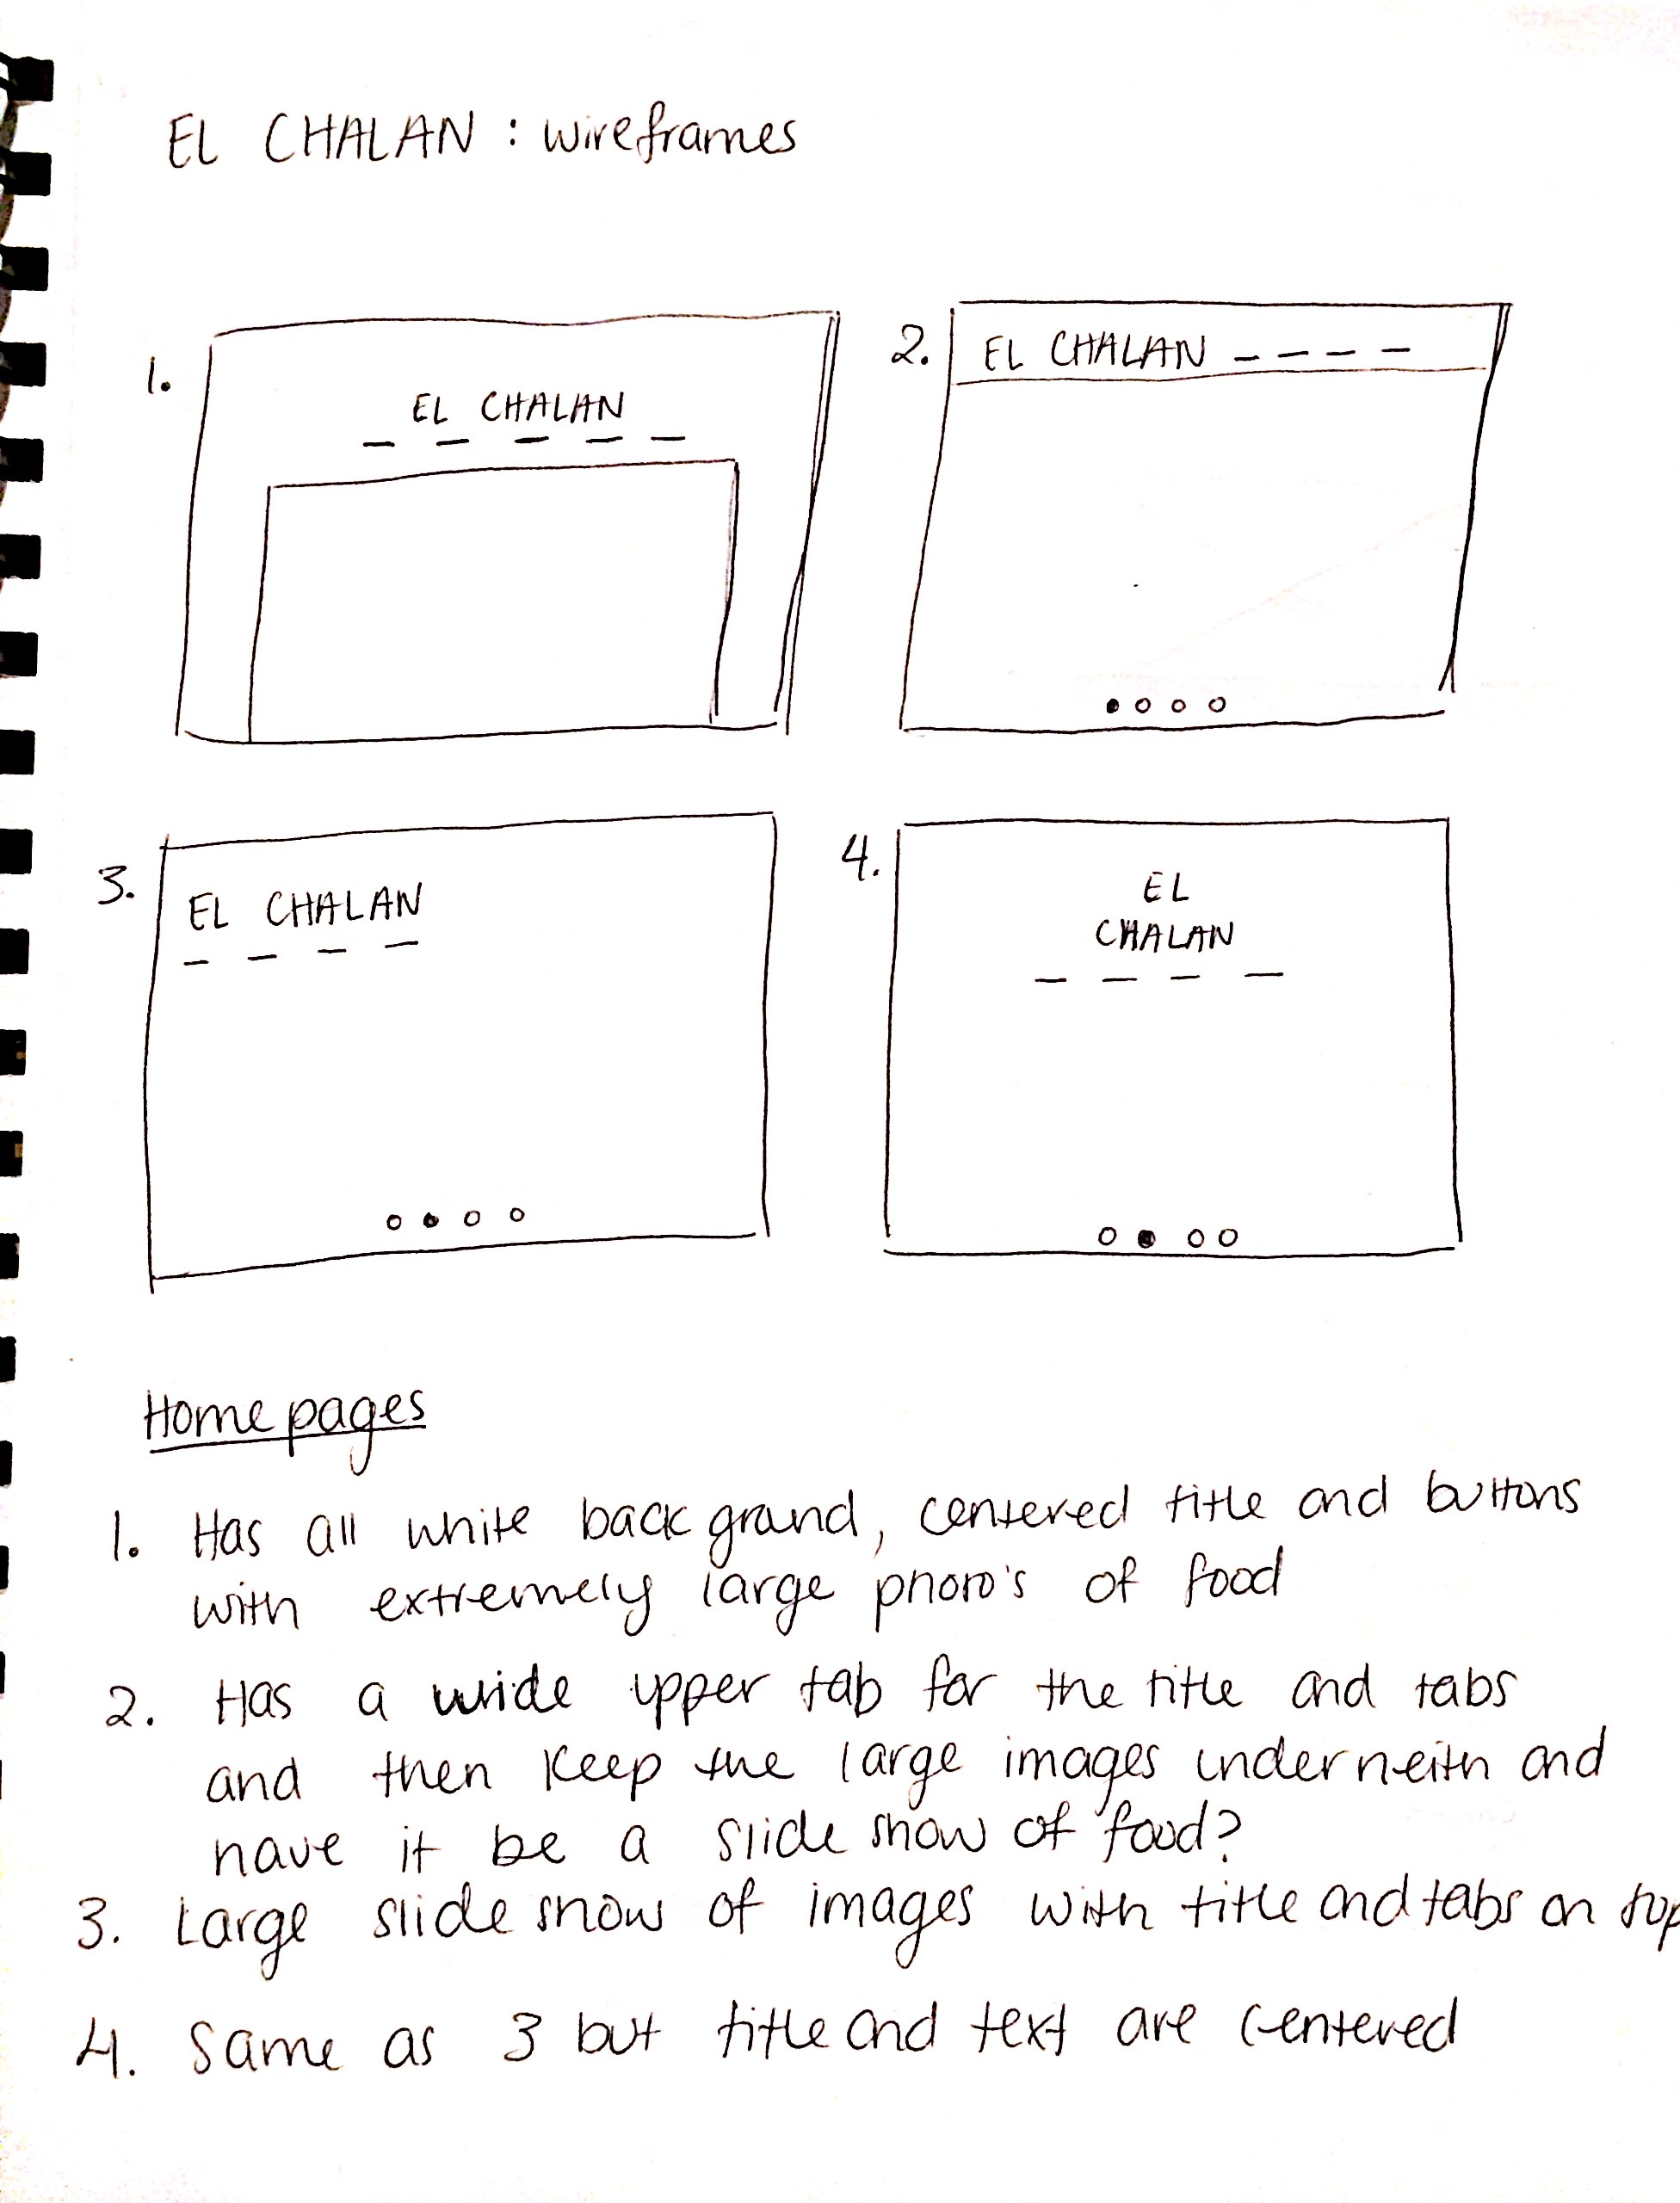 EL CHALAN : wireframes
1.
EL CHALAN
2.
EL CHALAN
3.
EL CHALAN
4.
EL
CHALAN
Home pages
1. Has all white back grund, centered title and buttons
with extremely large photo's of food
2. Has a wide upper tab for the title and tabs
and then keep the large images underneith and
have it be a slide show of food?
3. Large slide show of images with title and tabs on top
4. Same as 3 but title and text are centered